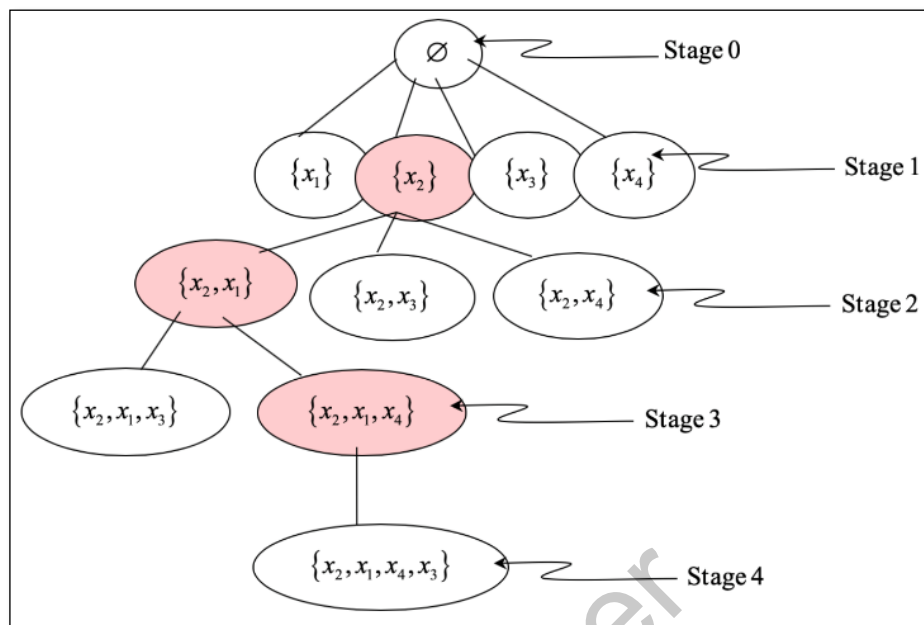 ∅
Stage 0
{x₁} {x₂} {x₃} {x₄}
Stage 1
{x₂, x₁} {x₂, x₃} {x₂, x₄}
Stage 2
{x₂, x₁, x₃} {x₂, x₁, x₄}
Stage 3
{x₂, x₁, x₄, x₃}
Stage 4